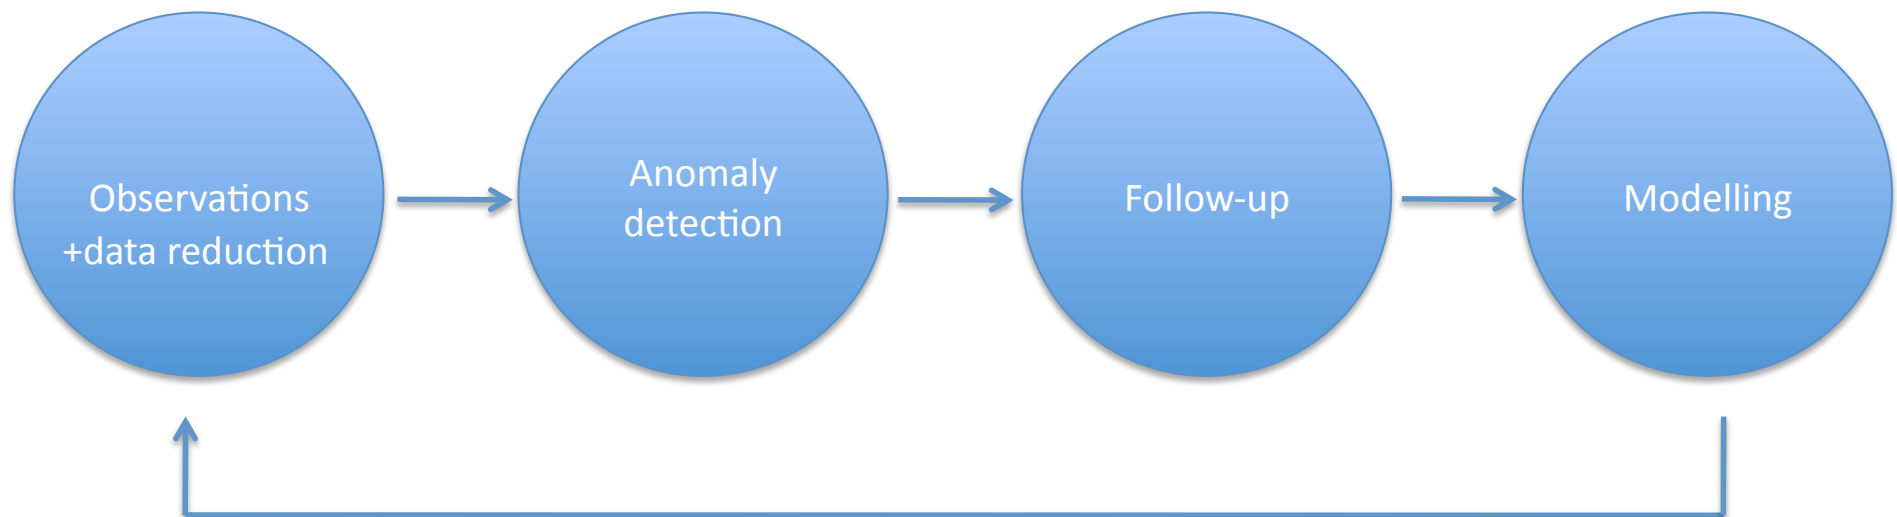 Observations
+data reduction
Anomaly
detection
Follow-up
Modelling